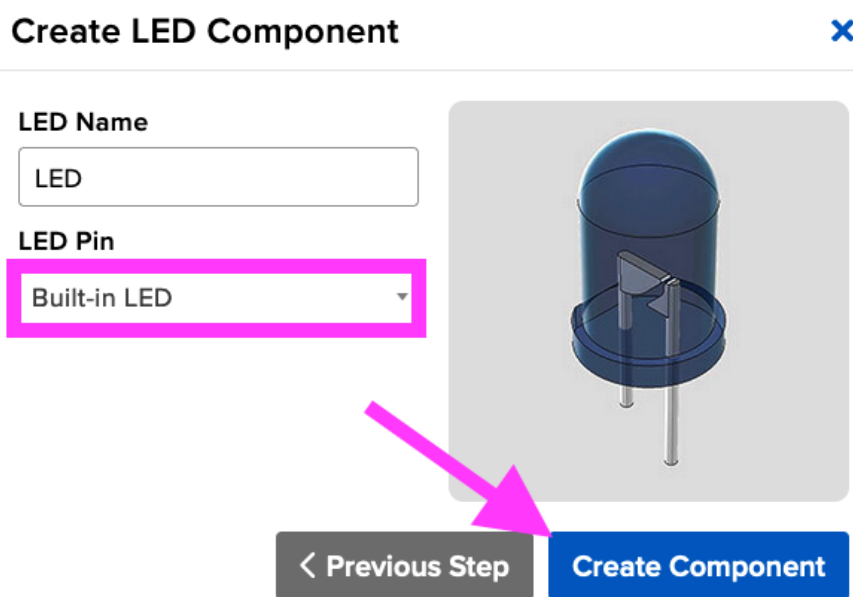 Create LED Component
LED Name
LED
LED Pin
Built-in LED
Previous Step
Create Component